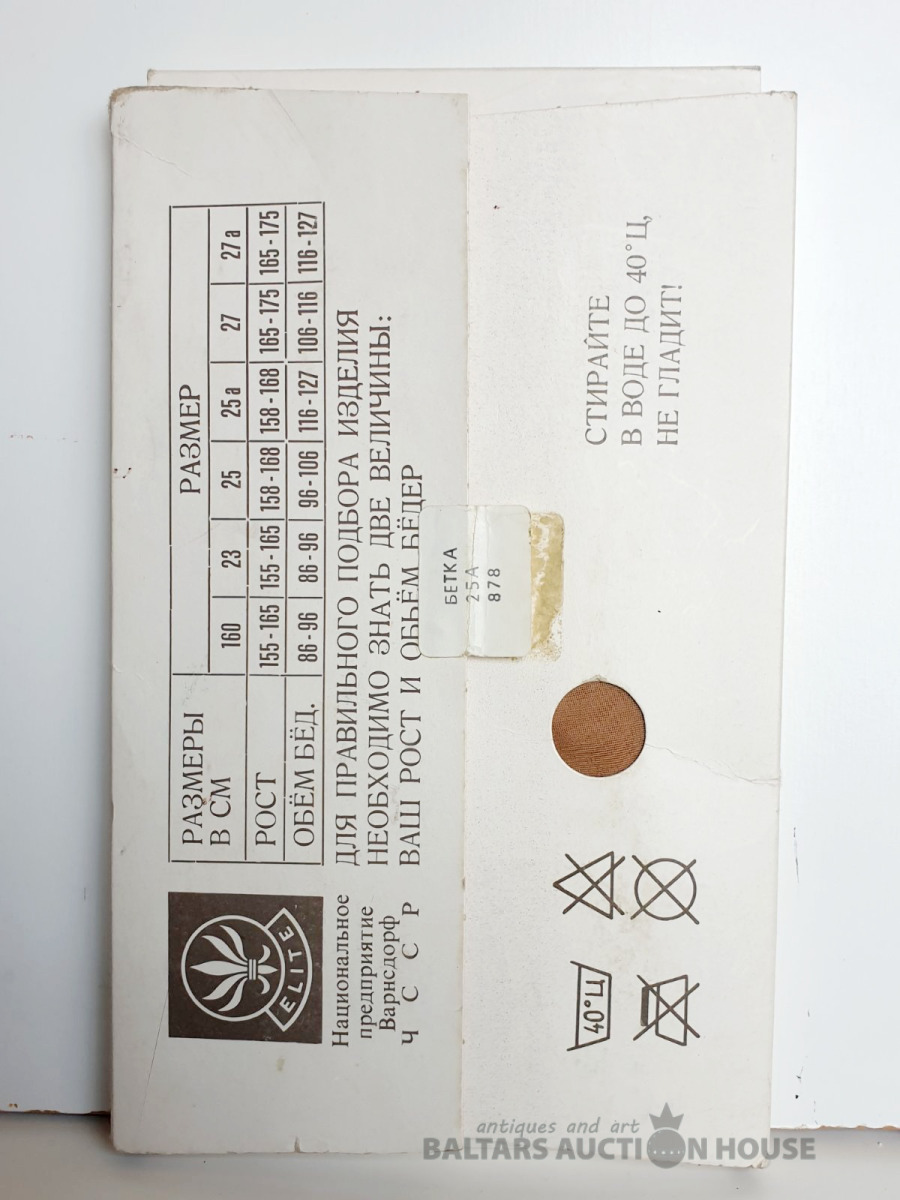 РАЗМЕРЫ В СМ РАЗМЕР
160 23 25 25а 27 27а
РОСТ 155-165 155-165 158-168 158-168 165-175 165-175
ОБЁМ БЁД. 86-96 86-96 96-106 116-127 106-116 116-127
ELITE
Национальное
предприятие
Варнсдорф
Ч С С Р
ДЛЯ ПРАВИЛЬНОГО ПОДБОРА ИЗДЕЛИЯ
НЕОБХОДИМО ЗНАТЬ ДВЕ ВЕЛИЧИНЫ:
ВАШ РОСТ И ОБЬЁМ БЁДЕР
БЕТКА
25А
878
СТИРАЙТЕ
В ВОДЕ ДО 40°Ц,
НЕ ГЛАДИТ!
40°Ц
antiques and art
BALTARS AUCTION HOUSE